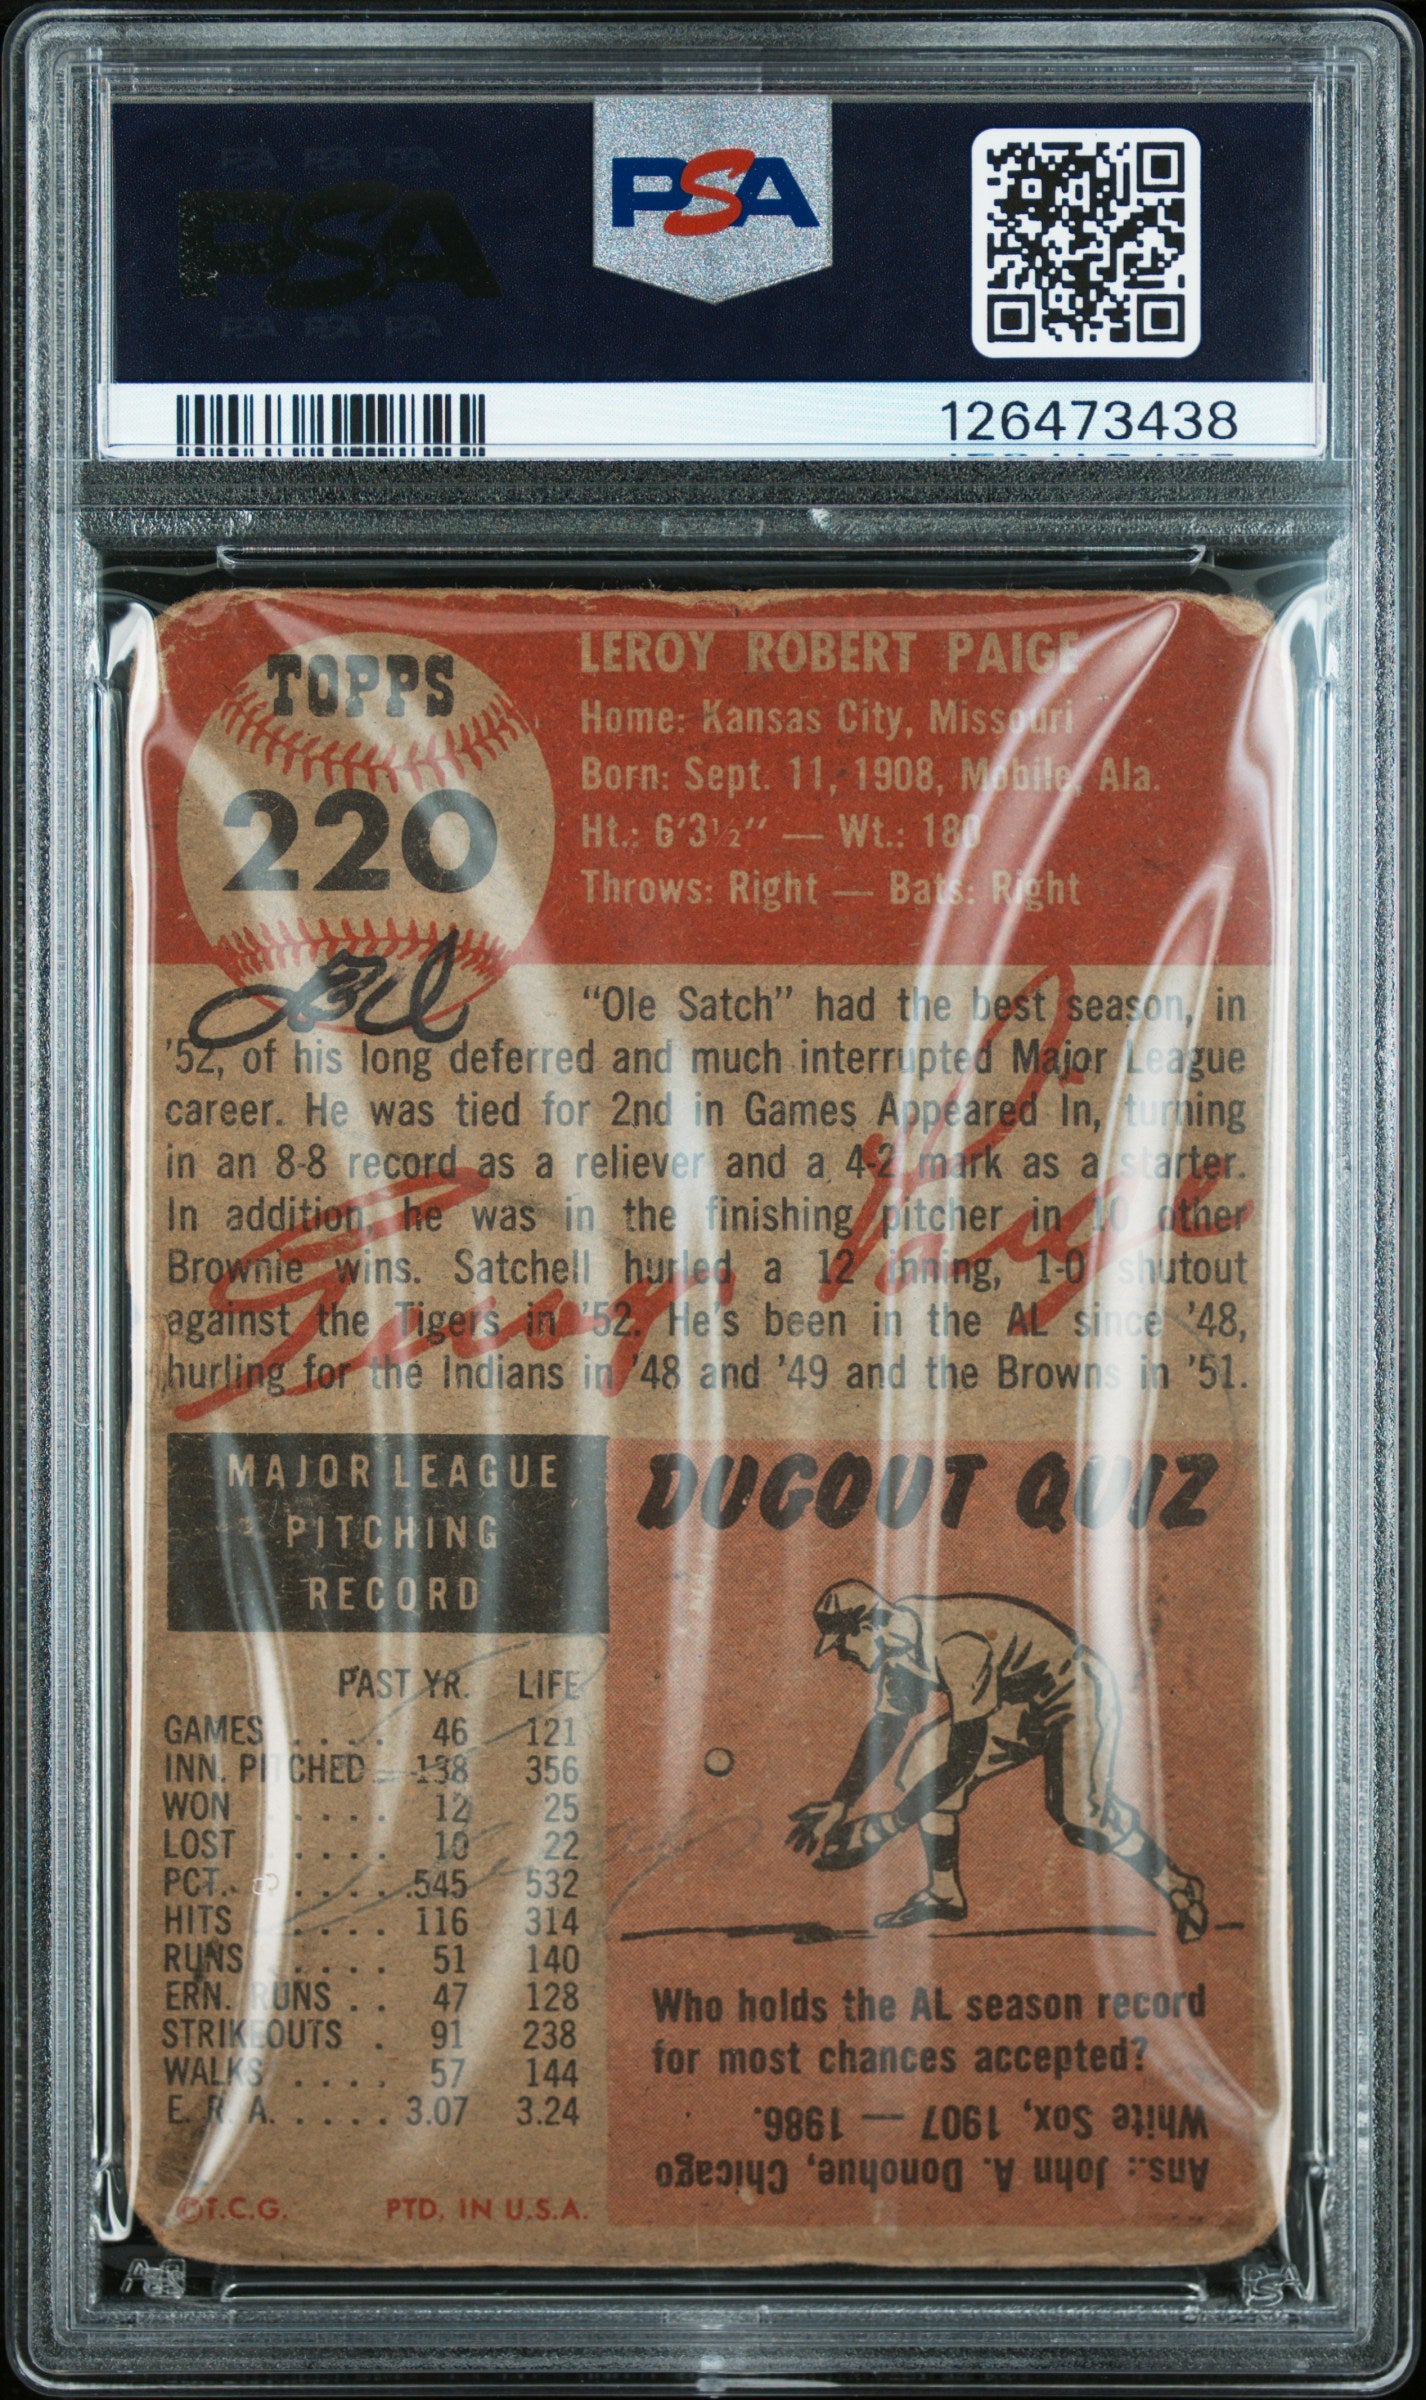 PSA PSA PSA
PSA
PSA PSA PSA
PSA
126473438
TOPPS
220
LEROY ROBERT PAIGE
Home: Kansas City, Missouri
Born: Sept. 11, 1908, Mobile, Ala.
Ht.: 6'3½" — Wt.: 180
Throws: Right — Bats: Right
"Ole Satch" had the best season, in
'52, of his long deferred and much interrupted Major League
career. He was tied for 2nd in Games Appeared In, turning
in an 8-8 record as a reliever and a 4-2 mark as a starter.
In addition, he was in the finishing pitcher in 10 other
Brownie wins. Satchell hurled a 12 inning, 1-0 shutout
against the Tigers in '52. He's been in the AL since '48,
hurling for the Indians in '48 and '49 and the Browns in '51.
MAJOR LEAGUE
PITCHING
RECORD
PAST YR. LIFE
GAMES . . . . 46 121
INN. PITCHED 138 356
WON . . . . . 12 25
LOST . . . . . 10 22
PCT. . . . . . .545 532
HITS . . . . . 116 314
RUNS . . . . . 51 140
ERN. RUNS . . 47 128
STRIKEOUTS . 91 238
WALKS . . . . 57 144
E. R. A. . . . . . 3.07 3.24
©T.C.G. PTD. IN U.S.A.
DUGOUT QUIZ
Who holds the AL season record
for most chances accepted?
Ans.: John A. Donohue, Chicago
White Sox, 1907 — 1986.
PSA